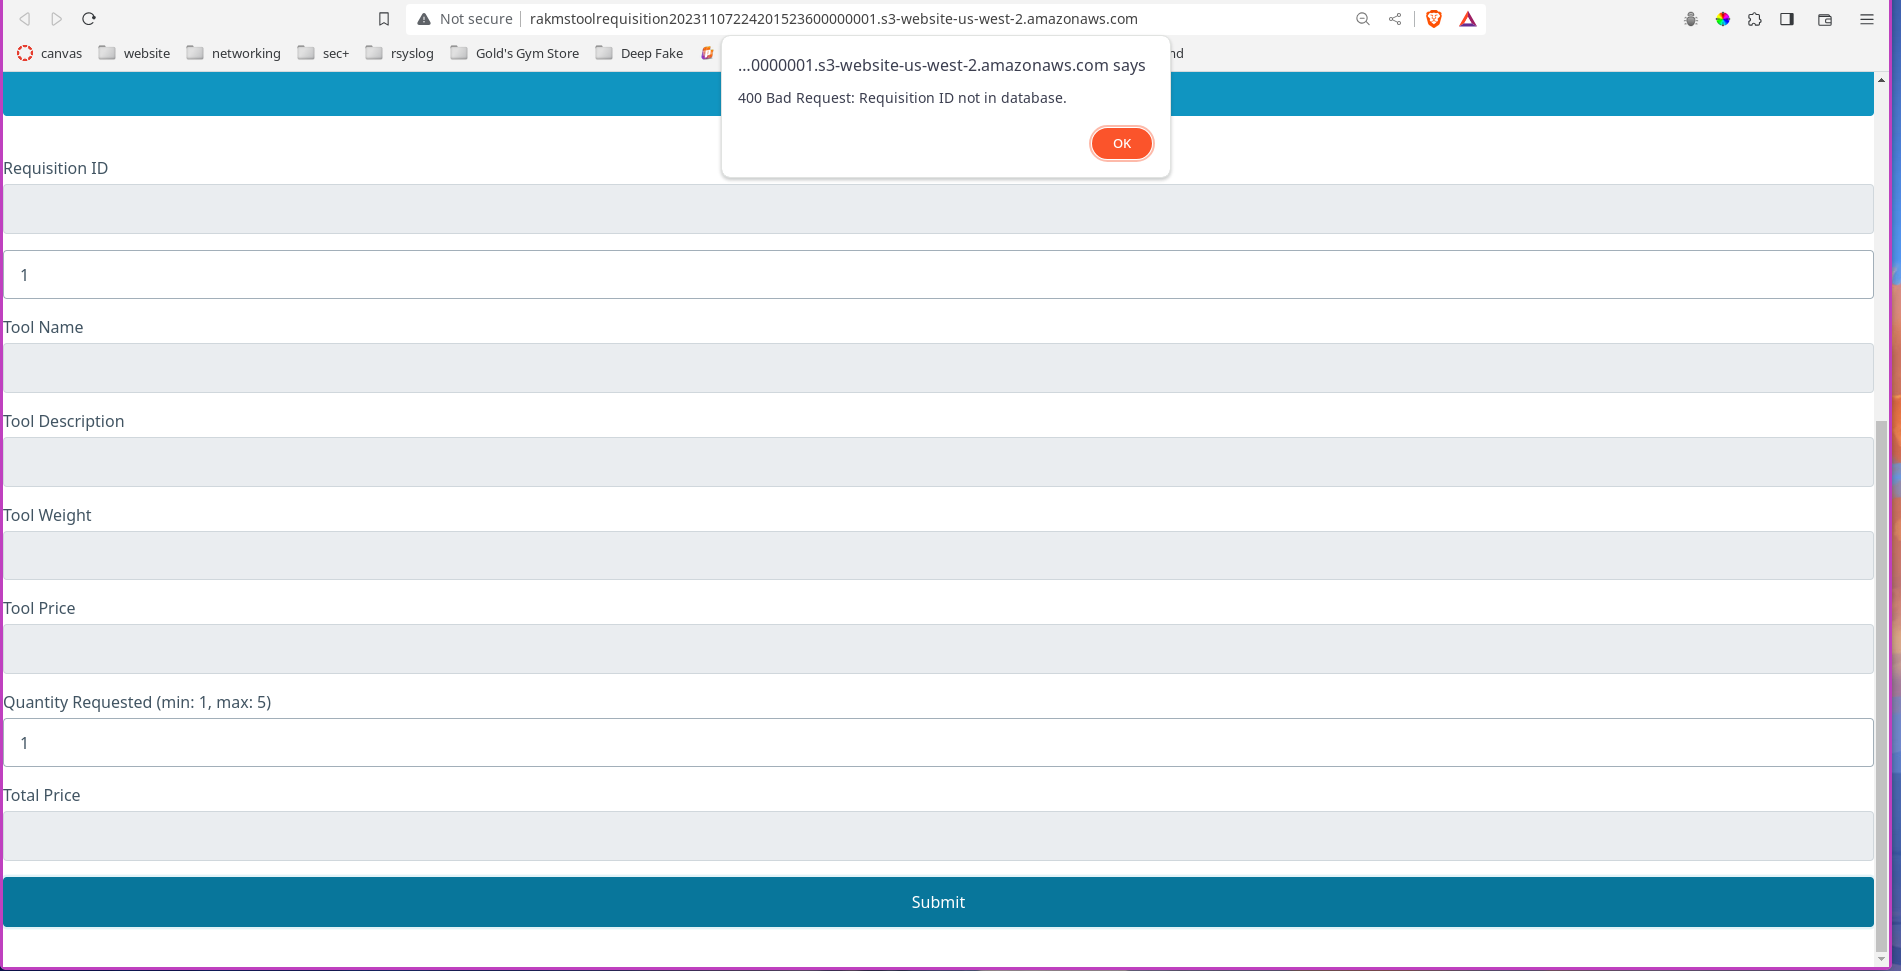 Not secure rakmstoolrequisition20231107224201523600000001.s3-website-us-west-2.amazonaws.com
canvas website networking sec+ rsyslog Gold's Gym Store Deep Fake nd
...0000001.s3-website-us-west-2.amazonaws.com says
400 Bad Request: Requisition ID not in database.
OK
Requisition ID
1
Tool Name
Tool Description
Tool Weight
Tool Price
Quantity Requested (min: 1, max: 5)
1
Total Price
Submit